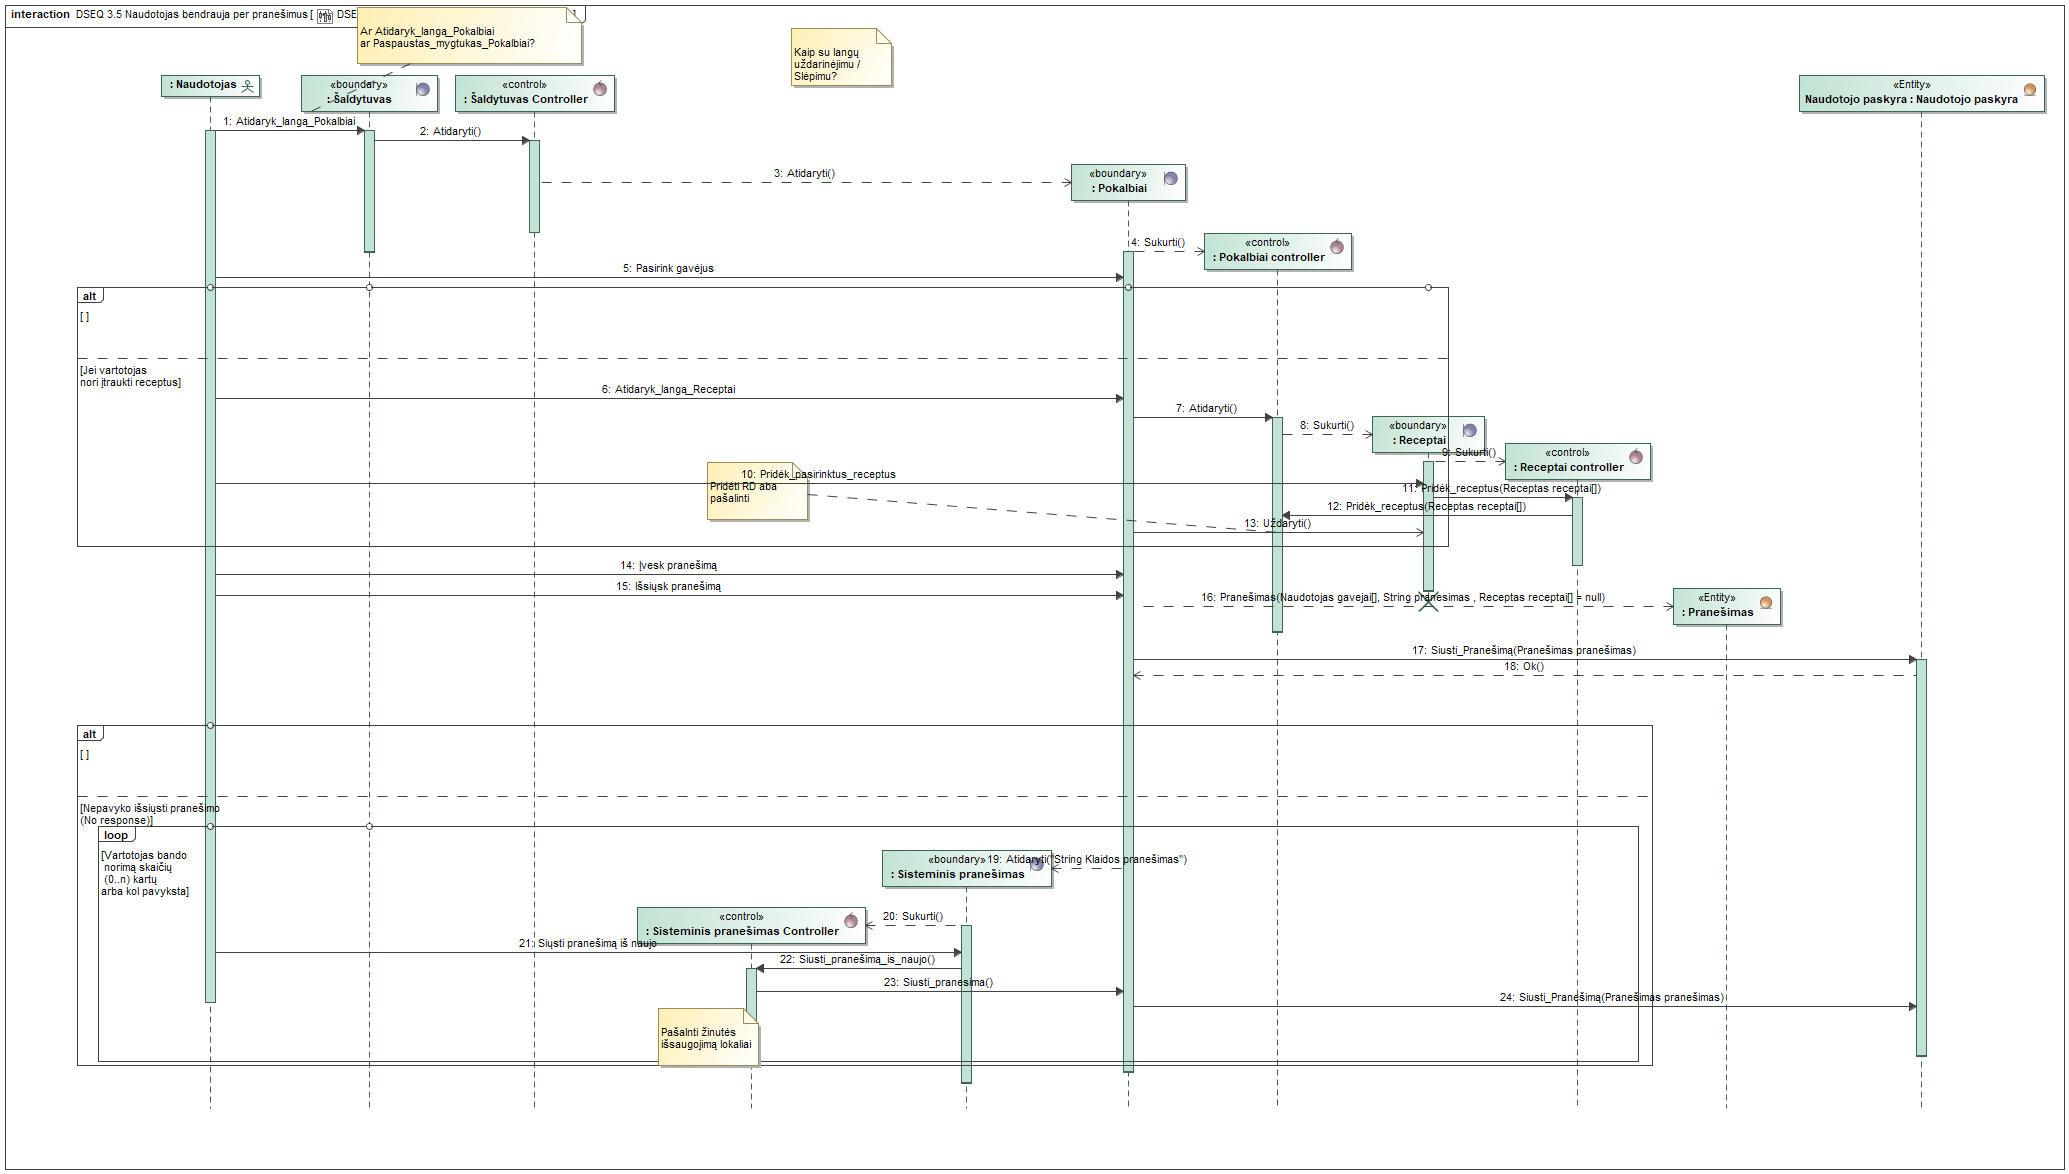 interaction DSEQ 3.5 Naudotojas bendrauja per pranešimus [ DSE ]
Ar Atidaryk_langą_Pokalbiai
ar Paspaustas_mygtukas_Pokalbiai?
Kaip su langų
uždarinėjimu /
Slėpimu?
: Naudotojas
«boundary»
: Šaldytuvas
«control»
: Šaldytuvas Controller
«Entity»
Naudotojo paskyra : Naudotojo paskyra
1: Atidaryk_langą_Pokalbiai
2: Atidaryti()
3: Atidaryti()
«boundary»
: Pokalbiai
4: Sukurti()
«control»
: Pokalbiai controller
5: Pasirink gavėjus
alt
[ ]
[Jei vartotojas
nori įtraukti receptus]
6: Atidaryk_langą_Receptai
7: Atidaryti()
8: Sukurti()
«boundary»
: Receptai
9: Sukurti()
«control»
: Receptai controller
10: Pridėk_pasirinktus_receptus
Pridėti RD aba
pašalinti
11: Pridėk_receptus(Receptas receptai[])
12: Pridėk_receptus(Receptas receptai[])
13: Uždaryti()
14: Įvesk pranešimą
15: Išsiųsk pranešimą
16: Pranešimas(Naudotojas gavejai[], String pranesimas , Receptas receptai[] = null)
«Entity»
: Pranešimas
17: Siusti_Pranešimą(Pranešimas pranešimas)
18: Ok()
alt
[ ]
[Nepavyko išsiųsti pranešimo
(No response)]
loop
[Vartotojas bando
norimą skaičių
(0..n) kartų
arba kol pavyksta]
«boundary»
: Sisteminis pranešimas
19: Atidaryti("String Klaidos pranešimas")
«control»
: Sisteminis pranešimas Controller
20: Sukurti()
21: Siųsti pranešimą iš naujo
22: Siusti_pranešimą_is_naujo()
23: Siusti_pranesima()
24: Siusti_Pranešimą(Pranešimas pranešimas)
Pašalnti žinutės
išsaugojimą lokaliai